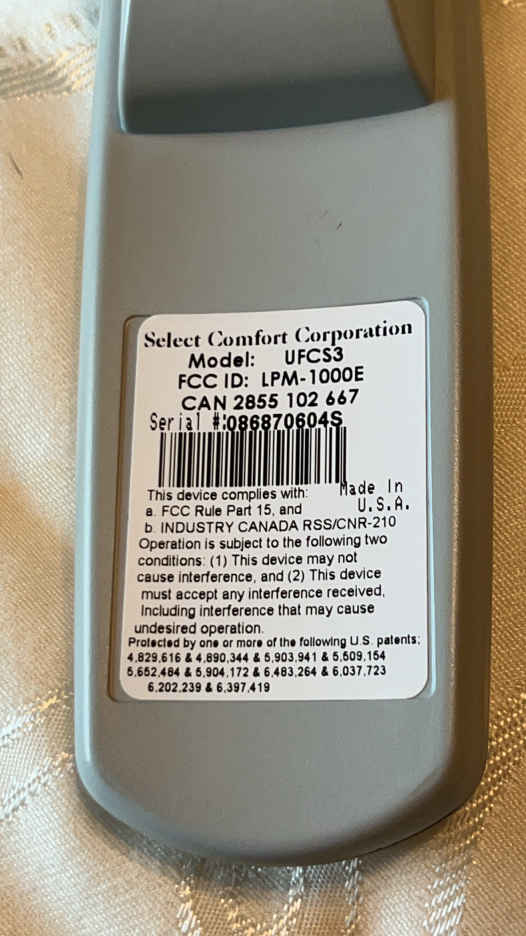 Select Comfort Corporation
Model: UFCS3
FCC ID: LPM-1000E
CAN 2855 102 667
Serial #:086870604S
Made In
U.S.A.
This device complies with:
a. FCC Rule Part 15, and
b. INDUSTRY CANADA RSS/CNR-210
Operation is subject to the following two
conditions: (1) This device may not
cause interference, and (2) This device
must accept any interference received,
Including interference that may cause
undesired operation.
Protected by one or more of the following U.S. patents;
4,829,616 & 4,890,344 & 5,903,941 & 5,509,154
5,652,484 & 5,904,172 & 6,483,264 & 6,037,723
6,202,239 & 6,397,419